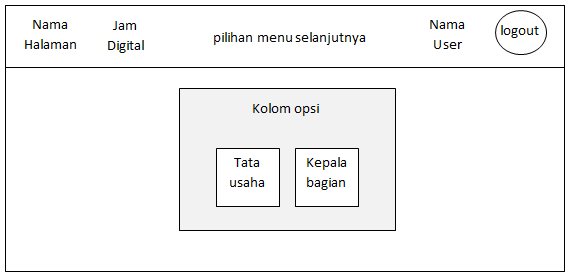 Nama
Halaman
Jam
Digital
pilihan menu selanjutnya
Nama
User
logout
Kolom opsi
Tata
usaha
Kepala
bagian